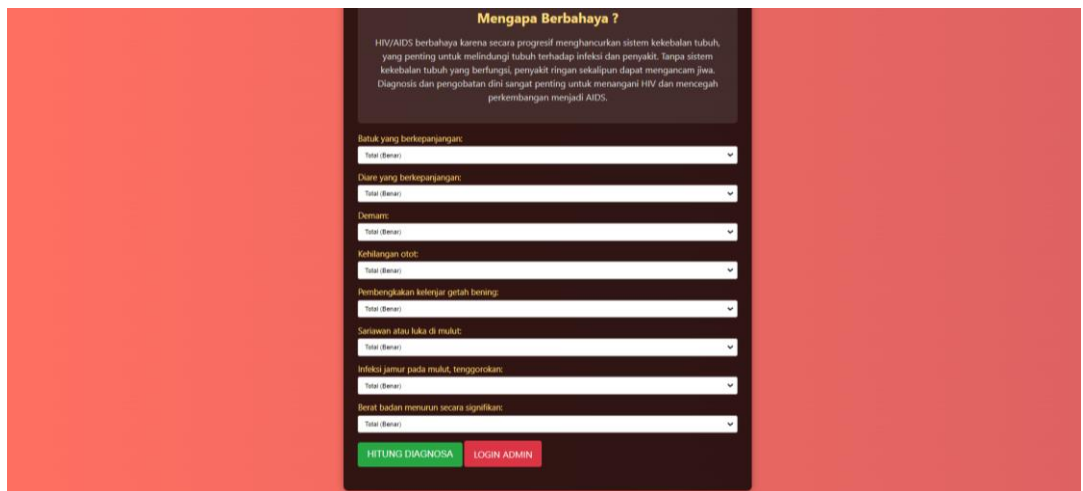 Mengapa Berbahaya ?
HIV/AIDS berbahaya karena secara progresif menghancurkan sistem kekebalan tubuh,
yang penting untuk melindungi tubuh terhadap infeksi dan penyakit. Tanpa sistem
kekebalan tubuh yang berfungsi, penyakit ringan sekalipun dapat mengancam jiwa.
Diagnosis dan pengobatan dini sangat penting untuk menangani HIV dan mencegah
perkembangan menjadi AIDS.
Batuk yang berkepanjangan:
Total (Benar)
Diare yang berkepanjangan:
Total (Benar)
Demam:
Total (Benar)
Kehilangan otot:
Total (Benar)
Pembengkakan kelenjar getah bening:
Total (Benar)
Sariawan atau luka di mulut:
Total (Benar)
Infeksi jamur pada mulut, tenggorokan:
Total (Benar)
Berat badan menurun secara signifikan:
Total (Benar)
HITUNG DIAGNOSA LOGIN ADMIN